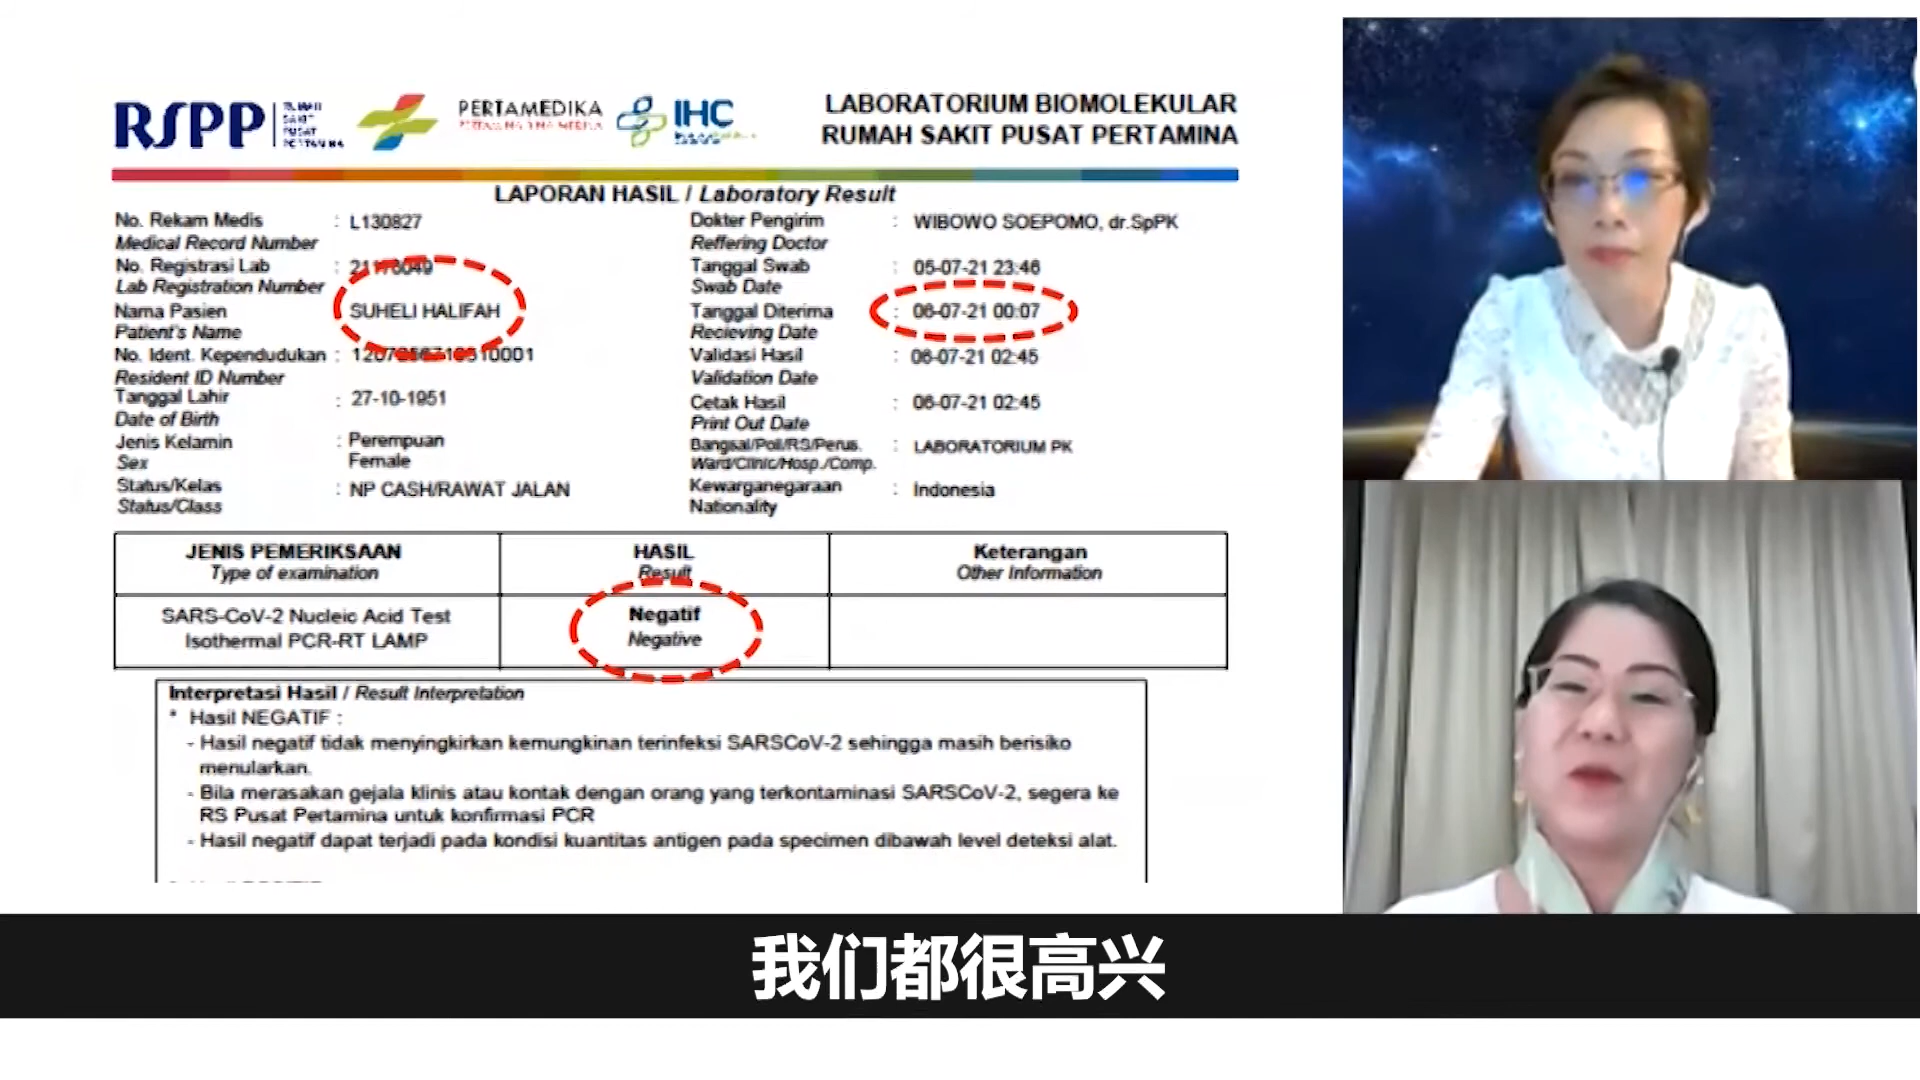 RSPP
PERTAMEDIKA
IHC
LABORATORIUM BIOMOLEKULAR
RUMAH SAKIT PUSAT PERTAMINA
LAPORAN HASIL / Laboratory Result
No. Rekam Medis : L130827
Medical Record Number
No. Registrasi Lab
Lab Registration Number
Nama Pasien SUHELI HALIFAH
Patient's Name
No. Ident. Kependudukan :
Resident ID Number
Tanggal Lahir : 27-10-1951
Date of Birth
Jenis Kelamin : Perempuan
Sex Female
Status/Kelas : NP CASH/RAWAT JALAN
Status/Class
Dokter Pengirim : WIBOWO SOEPOMO, dr.SpPK
Reffering Doctor
Tanggal Swab : 05-07-21 23:46
Swab Date
Tanggal Diterima : 06-07-21 00:07
Recieving Date
Validasi Hasil : 06-07-21 02:45
Validation Date
Cetak Hasil : 06-07-21 02:45
Print Out Date
Bangsal/Poli/RS/Perus. : LABORATORIUM PK
Ward/Clinic/Hosp./Comp.
Kewarganegaraan : Indonesia
Nationality
JENIS PEMERIKSAAN HASIL Keterangan
Type of examination Result Other Information
SARS-CoV-2 Nucleic Acid Test Negatif
Isothermal PCR-RT LAMP Negative
Interpretasi Hasil / Result Interpretation
* Hasil NEGATIF :
- Hasil negatif tidak menyingkirkan kemungkinan terinfeksi SARSCoV-2 sehingga masih berisiko
menularkan.
- Bila merasakan gejala klinis atau kontak dengan orang yang terkontaminasi SARSCoV-2, segera ke
RS Pusat Pertamina untuk konfirmasi PCR
- Hasil negatif dapat terjadi pada kondisi kuantitas antigen pada specimen dibawah level deteksi alat.
我们都很高兴